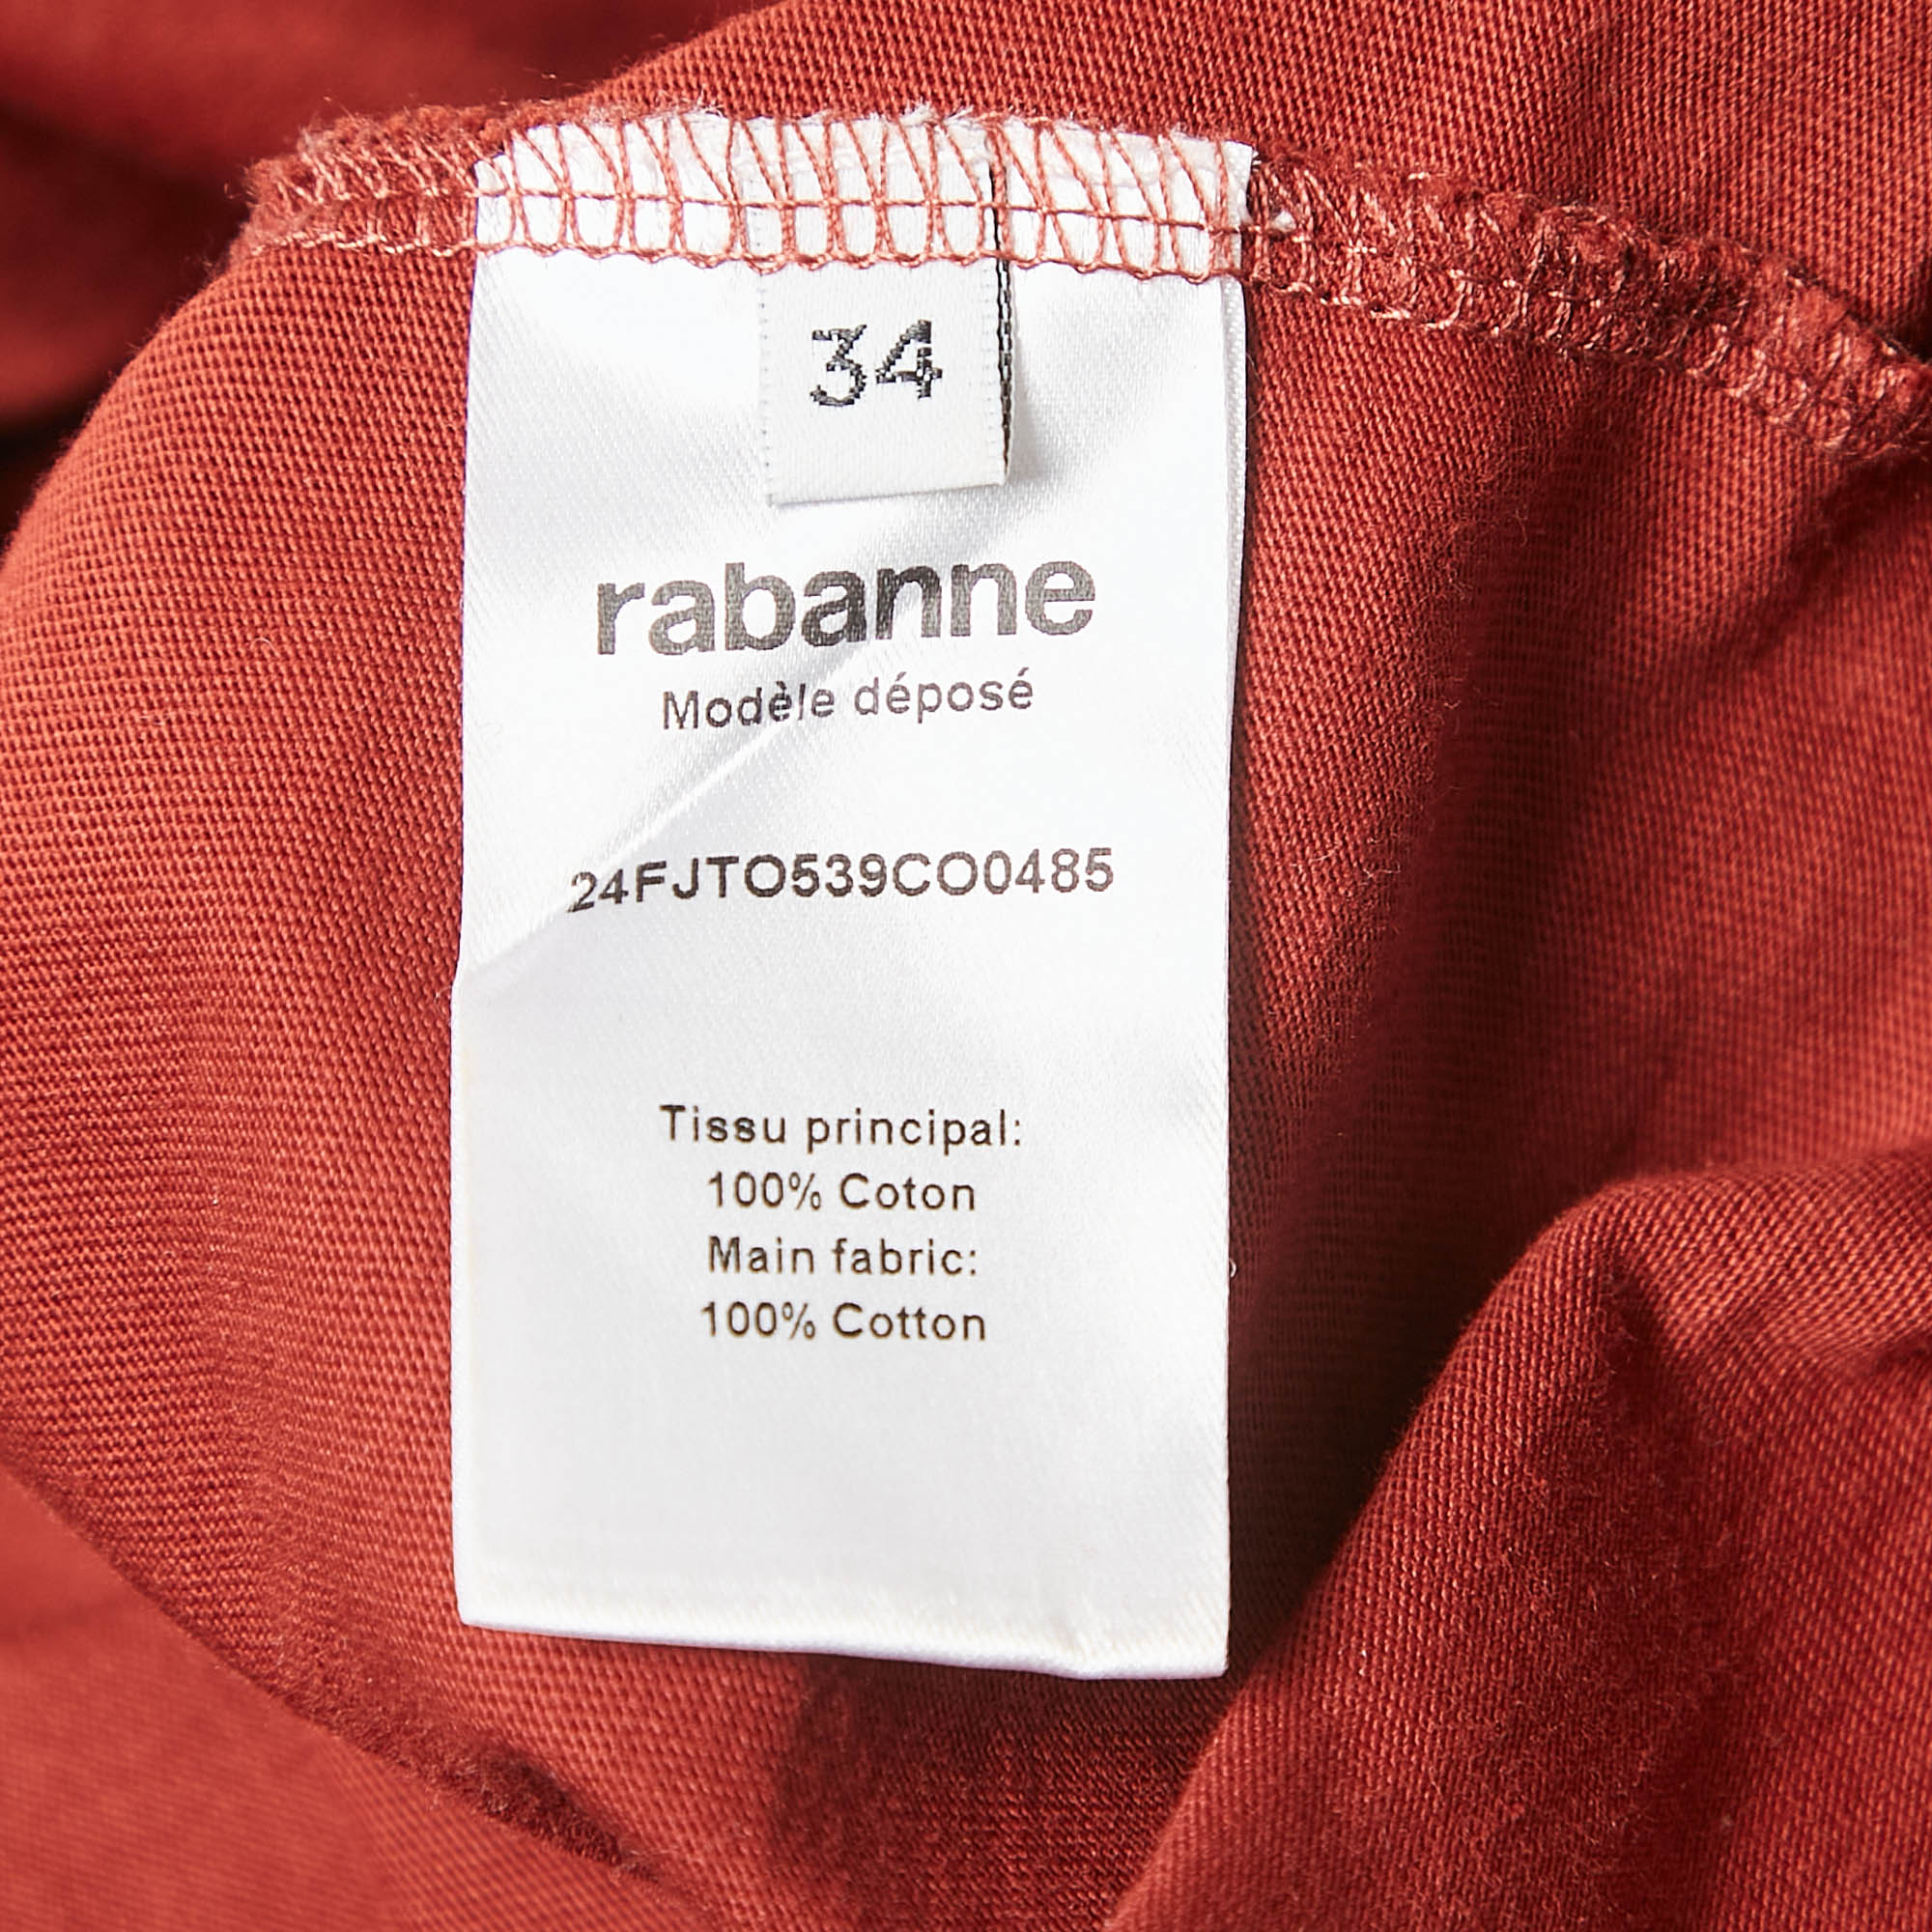 34
rabanne
Modèle déposé
24FJTO539CO0485
Tissu principal:
100% Coton
Main fabric:
100% Cotton